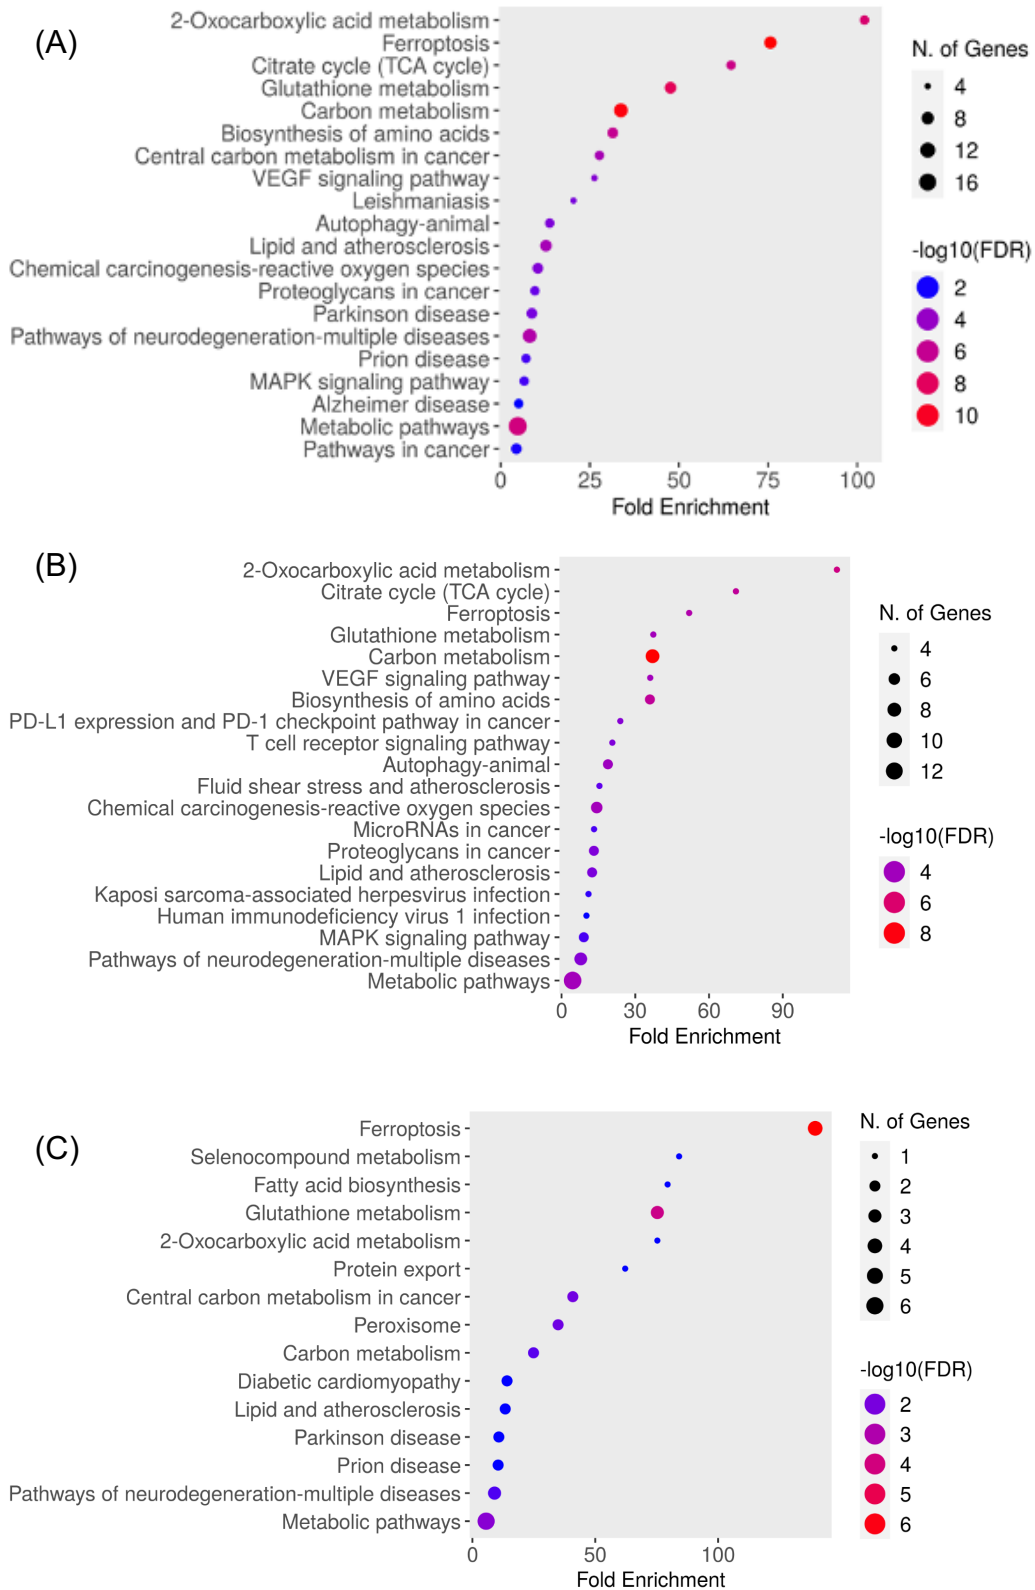 (A)
2-Oxocarboxylic acid metabolism
Ferroptosis
Citrate cycle (TCA cycle)
Glutathione metabolism
Carbon metabolism
Biosynthesis of amino acids
Central carbon metabolism in cancer
VEGF signaling pathway
Leishmaniasis
Autophagy-animal
Lipid and atherosclerosis
Chemical carcinogenesis-reactive oxygen species
Proteoglycans in cancer
Parkinson disease
Pathways of neurodegeneration-multiple diseases
Prion disease
MAPK signaling pathway
Alzheimer disease
Metabolic pathways
Pathways in cancer
0 25 50 75 100
Fold Enrichment
N. of Genes
4
8
12
16
-log10(FDR)
2
4
6
8
10
(B)
2-Oxocarboxylic acid metabolism
Citrate cycle (TCA cycle)
Ferroptosis
Glutathione metabolism
Carbon metabolism
VEGF signaling pathway
Biosynthesis of amino acids
PD-L1 expression and PD-1 checkpoint pathway in cancer
T cell receptor signaling pathway
Autophagy-animal
Fluid shear stress and atherosclerosis
Chemical carcinogenesis-reactive oxygen species
MicroRNAs in cancer
Proteoglycans in cancer
Lipid and atherosclerosis
Kaposi sarcoma-associated herpesvirus infection
Human immunodeficiency virus 1 infection
MAPK signaling pathway
Pathways of neurodegeneration-multiple diseases
Metabolic pathways
0 30 60 90
Fold Enrichment
N. of Genes
4
6
8
10
12
-log10(FDR)
4
6
8
(C)
Ferroptosis
Selenocompound metabolism
Fatty acid biosynthesis
Glutathione metabolism
2-Oxocarboxylic acid metabolism
Protein export
Central carbon metabolism in cancer
Peroxisome
Carbon metabolism
Diabetic cardiomyopathy
Lipid and atherosclerosis
Parkinson disease
Prion disease
Pathways of neurodegeneration-multiple diseases
Metabolic pathways
0 50 100
Fold Enrichment
N. of Genes
1
2
3
4
5
6
-log10(FDR)
2
3
4
5
6